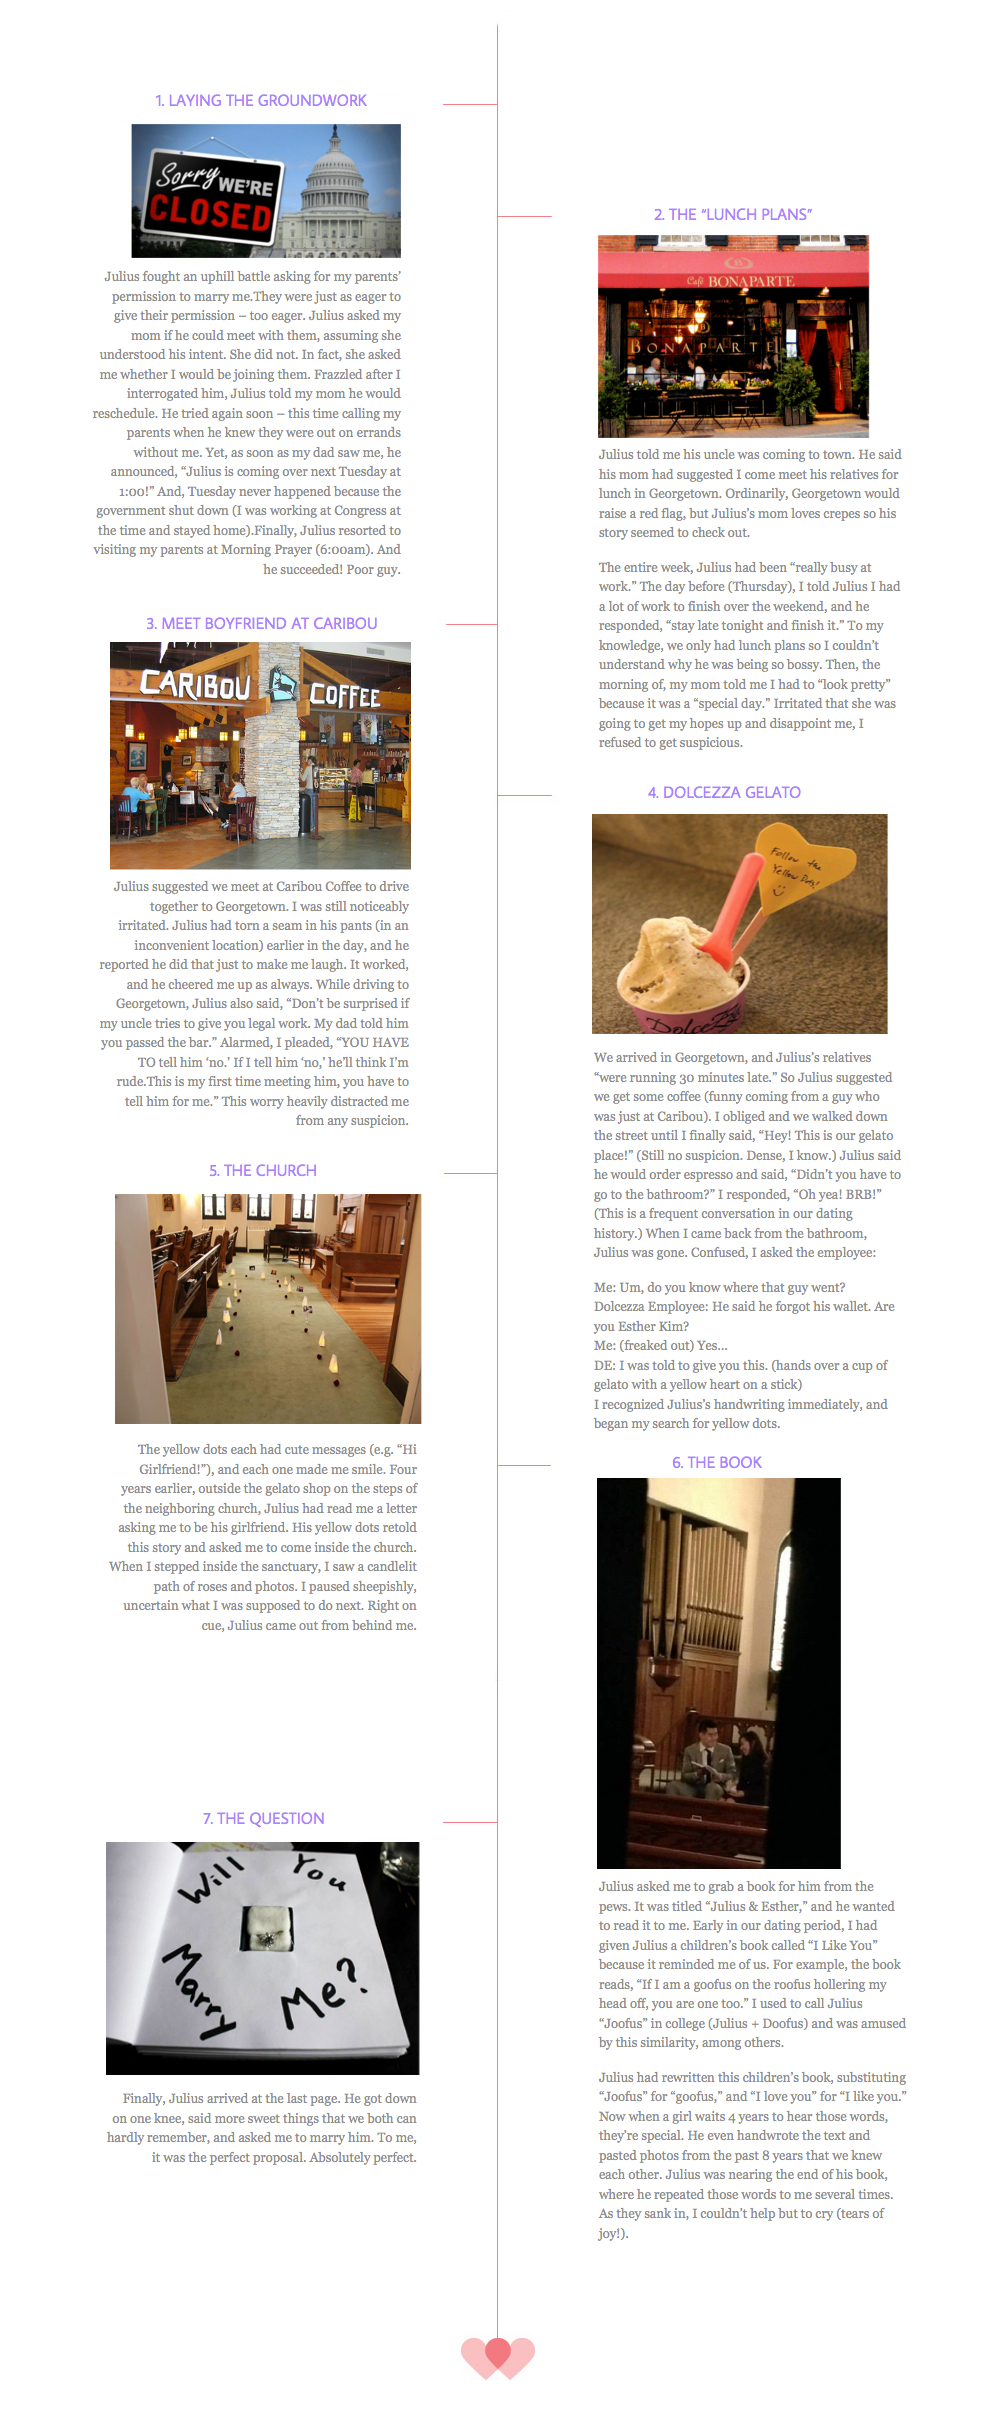 1. LAYING THE GROUNDWORK
Sorry
WE'RE
CLOSED
Julius fought an uphill battle asking for my parents'
permission to marry me.They were just as eager to
give their permission – too eager. Julius asked my
mom if he could meet with them, assuming she
understood his intent. She did not. In fact, she asked
me whether I would be joining them. Frazzled after I
interrogated him, Julius told my mom he would
reschedule. He tried again soon – this time calling my
parents when he knew they were out on errands
without me. Yet, as soon as my dad saw me, he
announced, “Julius is coming over next Tuesday at
1:00!” And, Tuesday never happened because the
government shut down (I was working at Congress at
the time and stayed home).Finally, Julius resorted to
visiting my parents at Morning Prayer (6:00am). And
he succeeded! Poor guy.
2. THE “LUNCH PLANS”
B
Café BONAPARTE
B
BONAPARTE
Julius told me his uncle was coming to town. He said
his mom had suggested I come meet his relatives for
lunch in Georgetown. Ordinarily, Georgetown would
raise a red flag, but Julius’s mom loves crepes so his
story seemed to check out.
The entire week, Julius had been “really busy at
work.” The day before (Thursday), I told Julius I had
a lot of work to finish over the weekend, and he
responded, “stay late tonight and finish it.” To my
knowledge, we only had lunch plans so I couldn’t
understand why he was being so bossy. Then, the
morning of, my mom told me I had to “look pretty”
because it was a “special day.” Irritated that she was
going to get my hopes up and disappoint me, I
refused to get suspicious.
3. MEET BOYFRIEND AT CARIBOU
CARIBOU COFFEE
Julius suggested we meet at Caribou Coffee to drive
together to Georgetown. I was still noticeably
irritated. Julius had torn a seam in his pants (in an
inconvenient location) earlier in the day, and he
reported he did that just to make me laugh. It worked,
and he cheered me up as always. While driving to
Georgetown, Julius also said, “Don’t be surprised if
my uncle tries to give you legal work. My dad told him
you passed the bar.” Alarmed, I pleaded, “YOU HAVE
TO tell him ‘no.’ If I tell him ‘no,’ he’ll think I’m
rude.This is my first time meeting him, you have to
tell him for me.” This worry heavily distracted me
from any suspicion.
4. DOLCEZZA GELATO
Follow the
Yellow Dots!
Dolcezza
We arrived in Georgetown, and Julius’s relatives
“were running 30 minutes late.” So Julius suggested
we get some coffee (funny coming from a guy who
was just at Caribou). I obliged and we walked down
the street until I finally said, “Hey! This is our gelato
place!” (Still no suspicion. Dense, I know.) Julius said
he would order espresso and said, “Didn’t you have to
go to the bathroom?” I responded, “Oh yea! BRB!”
(This is a frequent conversation in our dating
history.) When I came back from the bathroom,
Julius was gone. Confused, I asked the employee:
Me: Um, do you know where that guy went?
Dolcezza Employee: He said he forgot his wallet. Are
you Esther Kim?
Me: (freaked out) Yes...
DE: I was told to give you this. (hands over a cup of
gelato with a yellow heart on a stick)
I recognized Julius’s handwriting immediately, and
began my search for yellow dots.
5. THE CHURCH
The yellow dots each had cute messages (e.g. “Hi
Girlfriend!”), and each one made me smile. Four
years earlier, outside the gelato shop on the steps of
the neighboring church, Julius had read me a letter
asking me to be his girlfriend. His yellow dots retold
this story and asked me to come inside the church.
When I stepped inside the sanctuary, I saw a candlelit
path of roses and photos. I paused sheepishly,
uncertain what I was supposed to do next. Right on
cue, Julius came out from behind me.
6. THE BOOK
Julius asked me to grab a book for him from the
pews. It was titled “Julius & Esther,” and he wanted
to read it to me. Early in our dating period, I had
given Julius a children’s book called “I Like You”
because it reminded me of us. For example, the book
reads, “If I am a goofus on the roofus hollering my
head off, you are one too.” I used to call Julius
“Joofus” in college (Julius + Doofus) and was amused
by this similarity, among others.
Julius had rewritten this children’s book, substituting
“Joofus” for “goofus,” and “I love you” for “I like you.”
Now when a girl waits 4 years to hear those words,
they’re special. He even handwrote the text and
pasted photos from the past 8 years that we knew
each other. Julius was nearing the end of his book,
where he repeated those words to me several times.
As they sank in, I couldn’t help but to cry (tears of
joy!).
7. THE QUESTION
Will You
Marry Me?
Finally, Julius arrived at the last page. He got down
on one knee, said more sweet things that we both can
hardly remember, and asked me to marry him. To me,
it was the perfect proposal. Absolutely perfect.